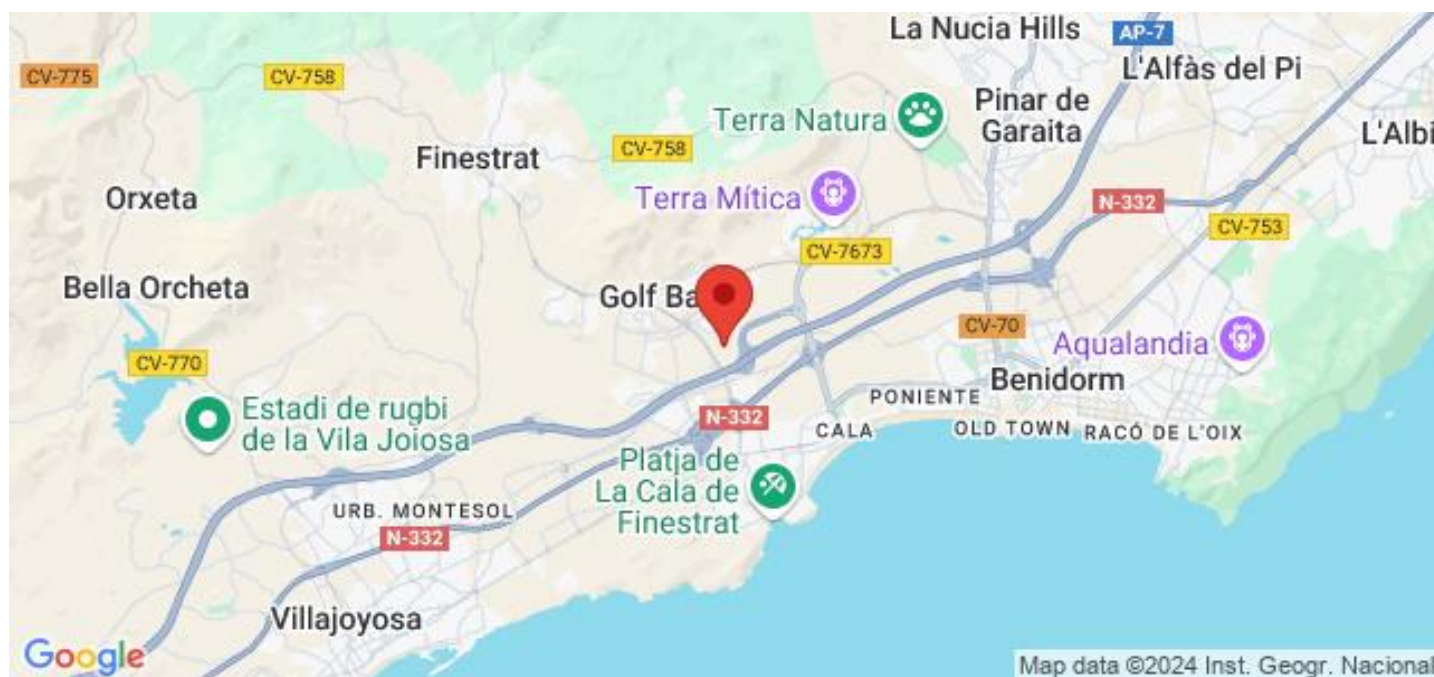 La Nucia Hills
AP-7
L'Alfàs del Pi
CV-775
CV-758
Terra Natura
Pinar de
Garaita
L'Albi
Finestrat
CV-758
Orxeta
Terra Mítica
N-332
CV-753
CV-7673
Bella Orcheta
Golf Ba
CV-70
Aqualandia
CV-770
Benidorm
PONIENTE
Estadi de rugbi
de la Vila Joiosa
N-332
CALA
OLD TOWN
RACÓ DE L'OIX
Platja de
La Cala de
Finestrat
URB. MONTESOL
N-332
Villajoyosa
Google
Map data ©2024 Inst. Geogr. Nacional